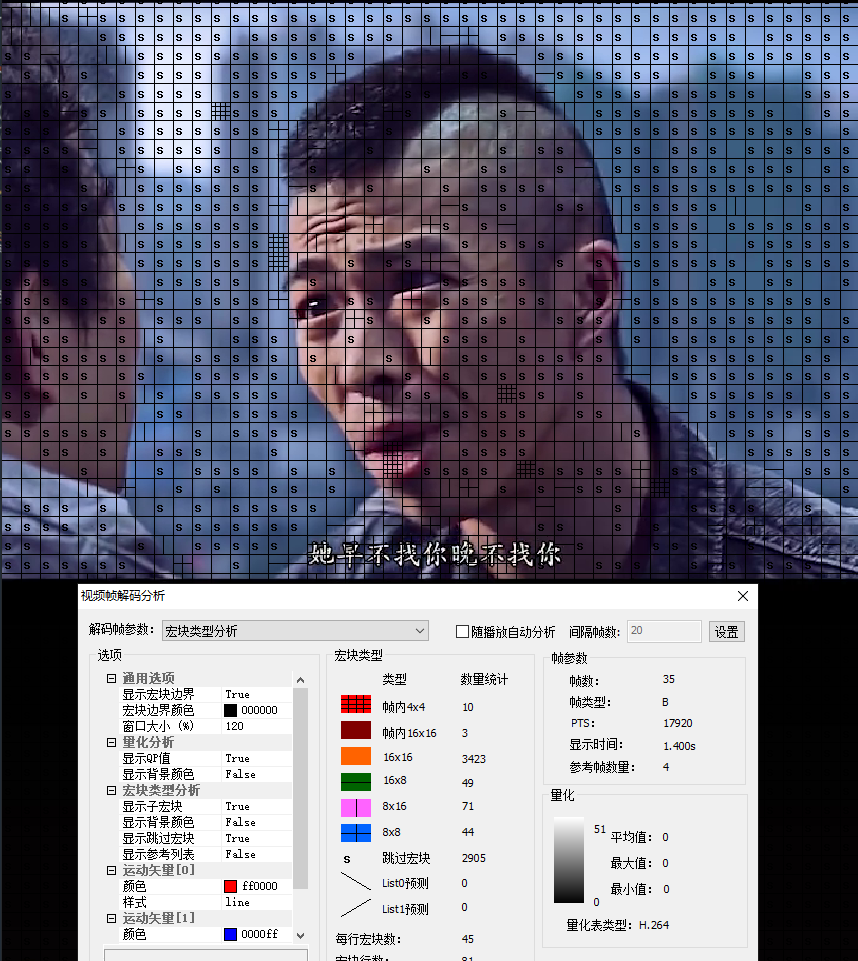 她早不找你晚不找你
视频帧解码分析
解码帧参数: 宏块类型分析 随播放自动分析 间隔帧数: 20 设置
选项
通用选项
显示宏块边界 True
宏块边界颜色 000000
窗口大小 (%) 120
量化分析
显示QP值 True
显示背景颜色 False
宏块类型分析
显示子宏块 True
显示背景颜色 False
显示跳过宏块 True
显示参考列表 False
运动矢量[0]
颜色 ff0000
样式 line
运动矢量[1]
颜色 0000ff
宏块类型
类型 数量统计
帧内4x4 10
帧内16x16 3
16x16 3423
16x8 49
8x16 71
8x8 44
s 跳过宏块 2905
List0预测 0
List1预测 0
每行宏块数: 45
宏块行数: 81
帧参数
帧数: 35
帧类型: B
PTS: 17920
显示时间: 1.400s
参考帧数量: 4
量化
51
0
平均值: 0
最大值: 0
最小值: 0
量化表类型: H.264